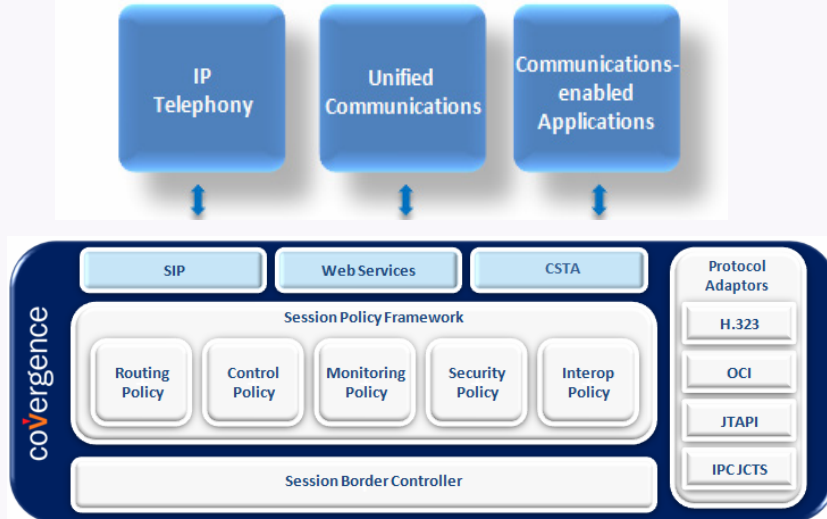 IP
Telephony
Unified
Communications
Communications-
enabled
Applications
SIP
Web Services
CSTA
Protocol
Adaptors
H.323
OCI
JTAPI
IPC JCTS
Session Policy Framework
Routing
Policy
Control
Policy
Monitoring
Policy
Security
Policy
Interop
Policy
Session Border Controller
covergence